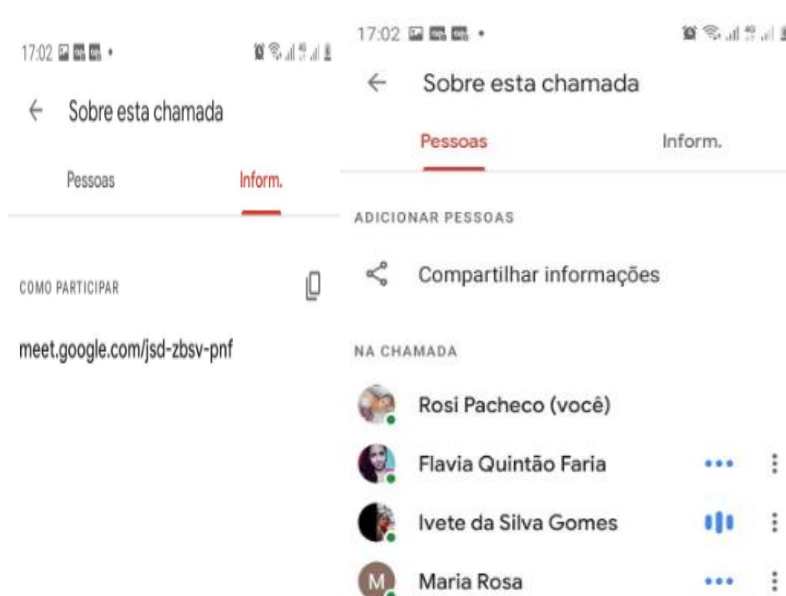 17:02
Sobre esta chamada
Pessoas Inform.
COMO PARTICIPAR
meet.google.com/jsd-zbsv-pnf
17:02
Sobre esta chamada
Pessoas Inform.
ADICIONAR PESSOAS
Compartilhar informações
NA CHAMADA
Rosi Pacheco (você)
Flavia Quintão Faria
Ivete da Silva Gomes
M Maria Rosa